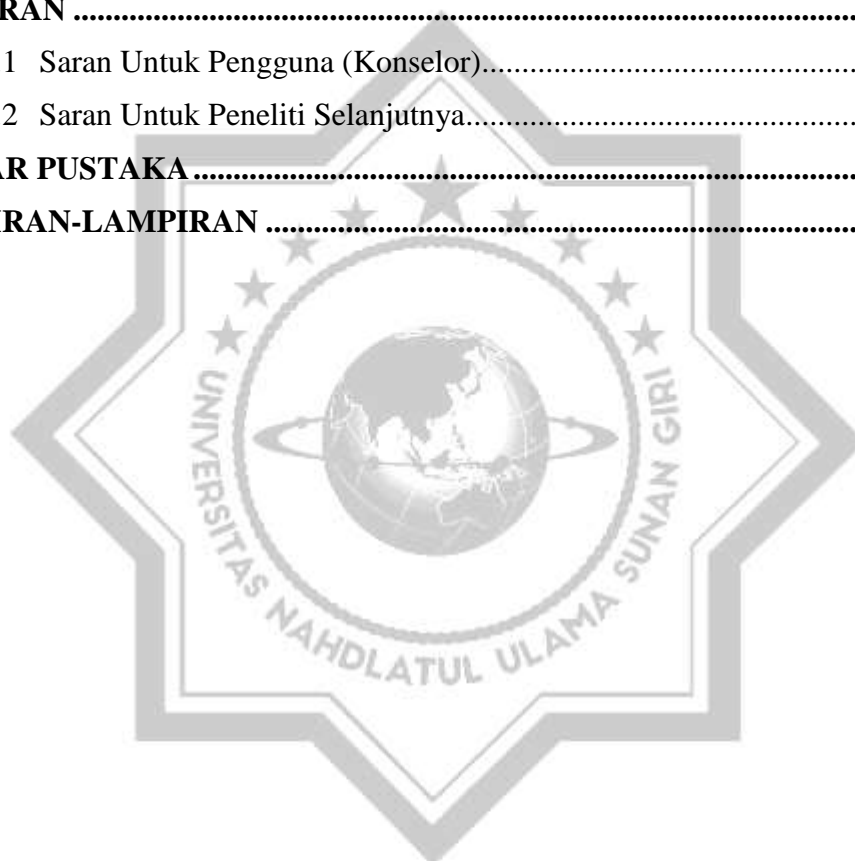 RAN ....................................................................................................
1 Saran Untuk Pengguna (Konselor)..................................................
2 Saran Untuk Peneliti Selanjutnya....................................................
AR PUSTAKA ....................................................................................
IRAN-LAMPIRAN ..........................................................................
UNIVERSITAS NAHDLATUL ULAMA SUNAN GIRI